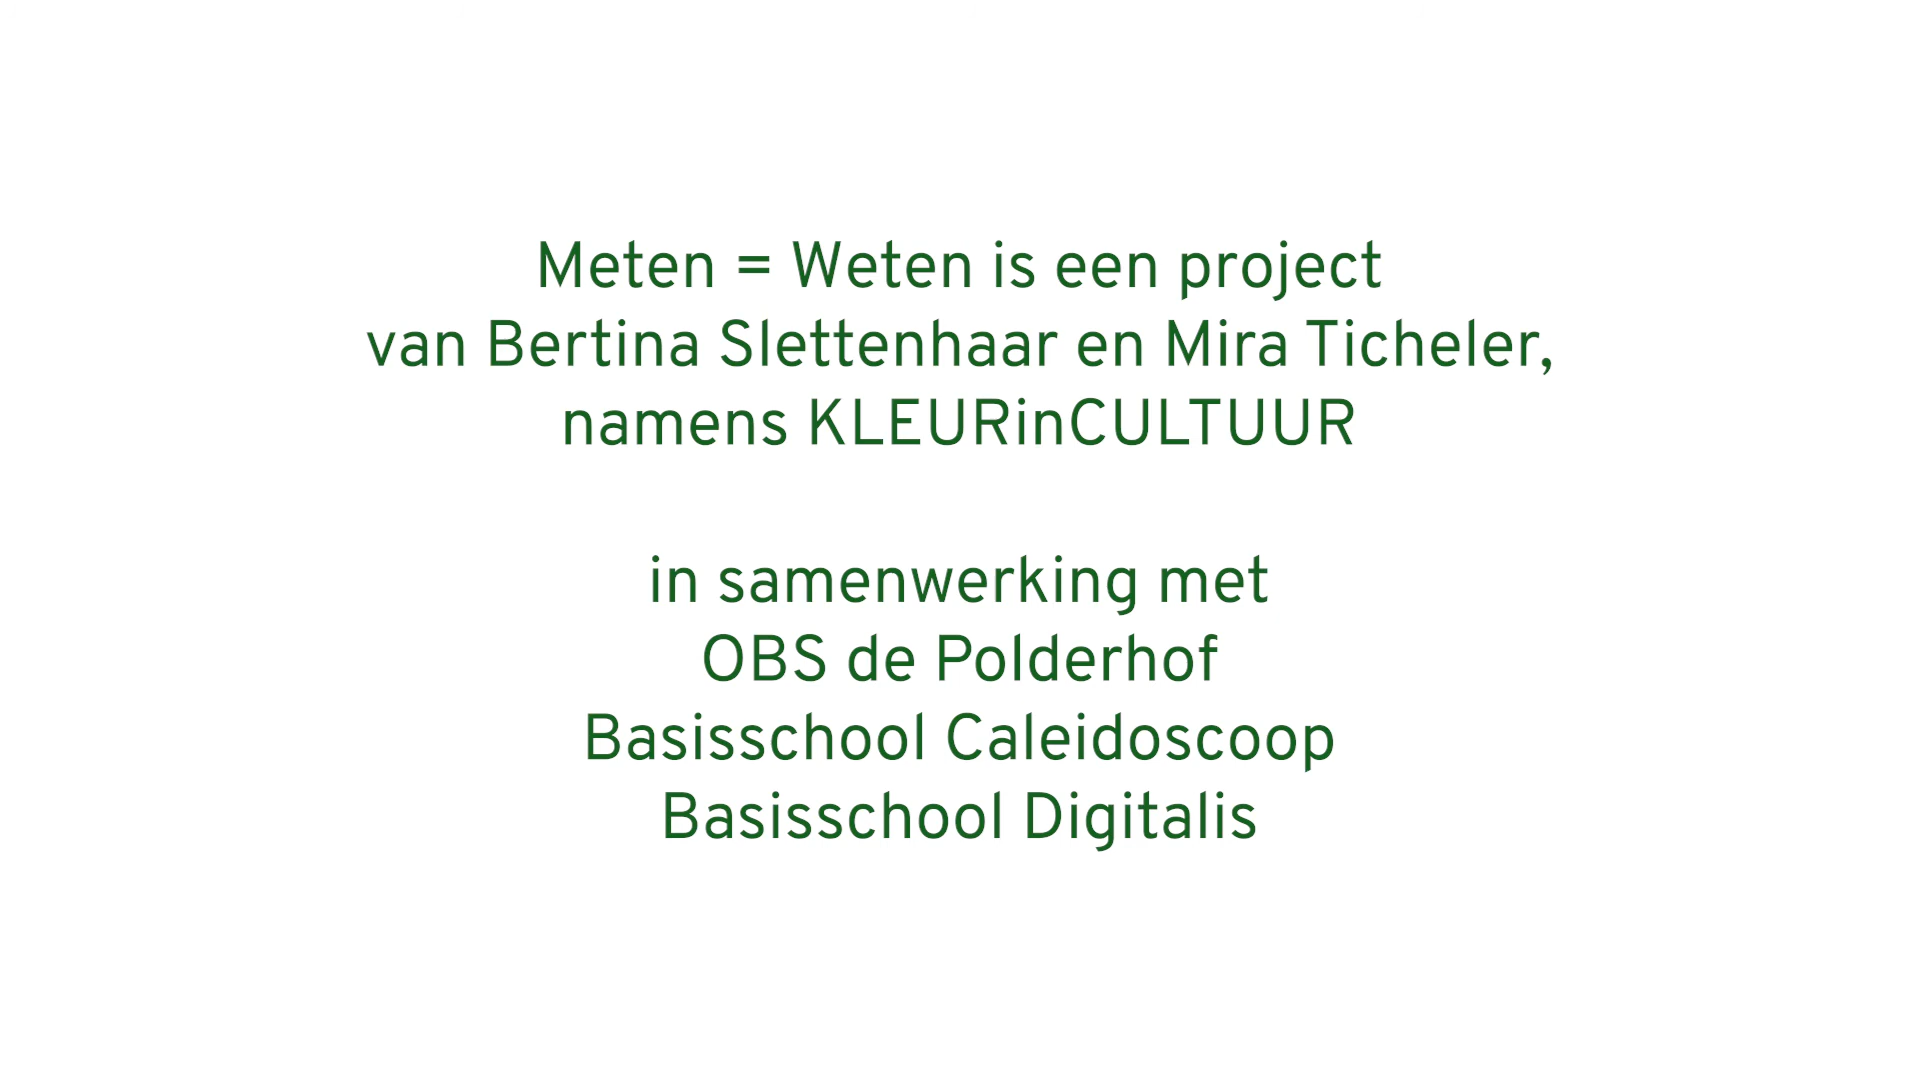 Meten = Weten is een project
van Bertina Slettenhaar en Mira Ticheler,
namens KLEURinCULTUUR
in samenwerking met
OBS de Polderhof
Basisschool Caleidoscoop
Basisschool Digitalis